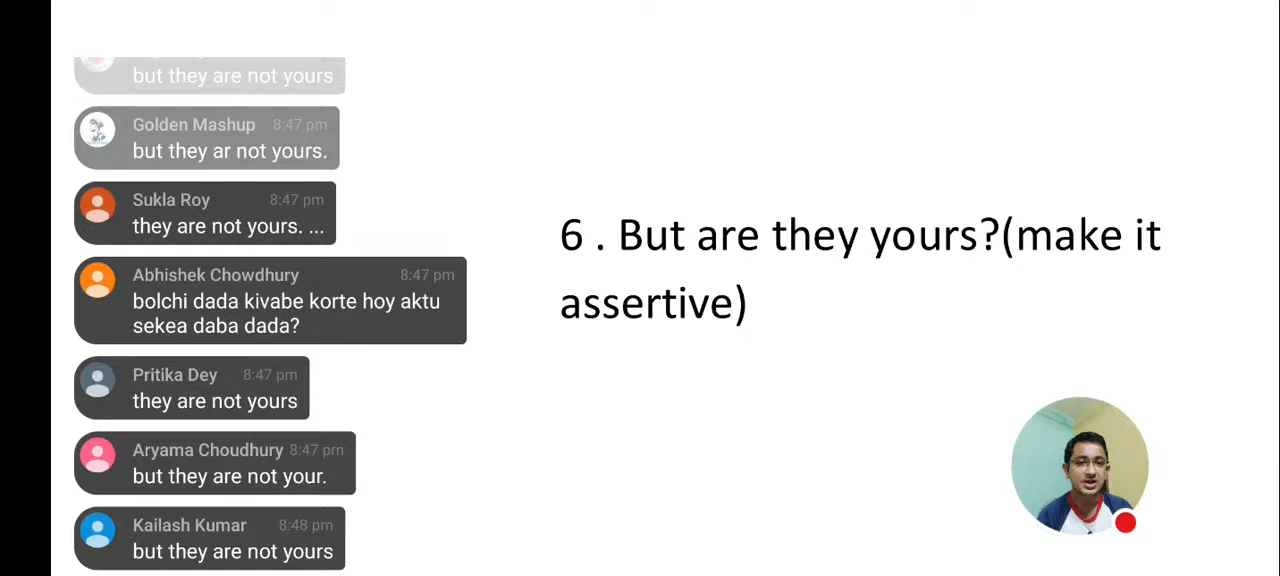 but they are not yours
Golden Mashup 8:47 pm
but they ar not yours.
Sukla Roy 8:47 pm
they are not yours. ...
Abhishek Chowdhury 8:47 pm
bolchi dada kivabe korte hoy aktu
sekea daba dada?
Pritika Dey 8:47 pm
they are not yours
Aryama Choudhury 8:47 pm
but they are not your.
Kailash Kumar 8:48 pm
but they are not yours
6 . But are they yours?(make it
assertive)